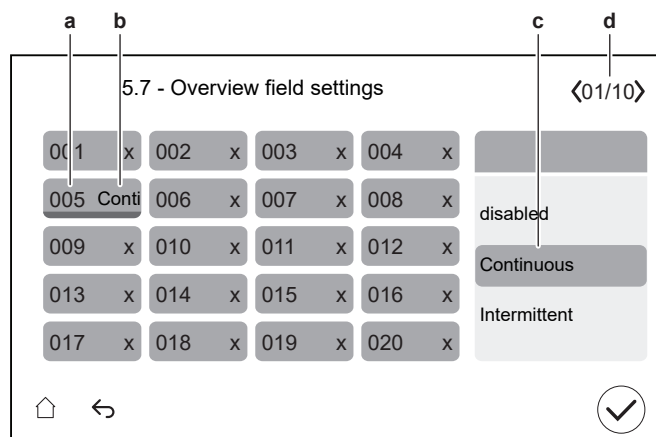 a b c d
5.7 - Overview field settings
01/10
001 x 002 x 003 x 004 x
005 Conti 006 x 007 x 008 x
disabled
009 x 010 x 011 x 012 x
Continuous
013 x 014 x 015 x 016 x
Intermittent
017 x 018 x 019 x 020 x